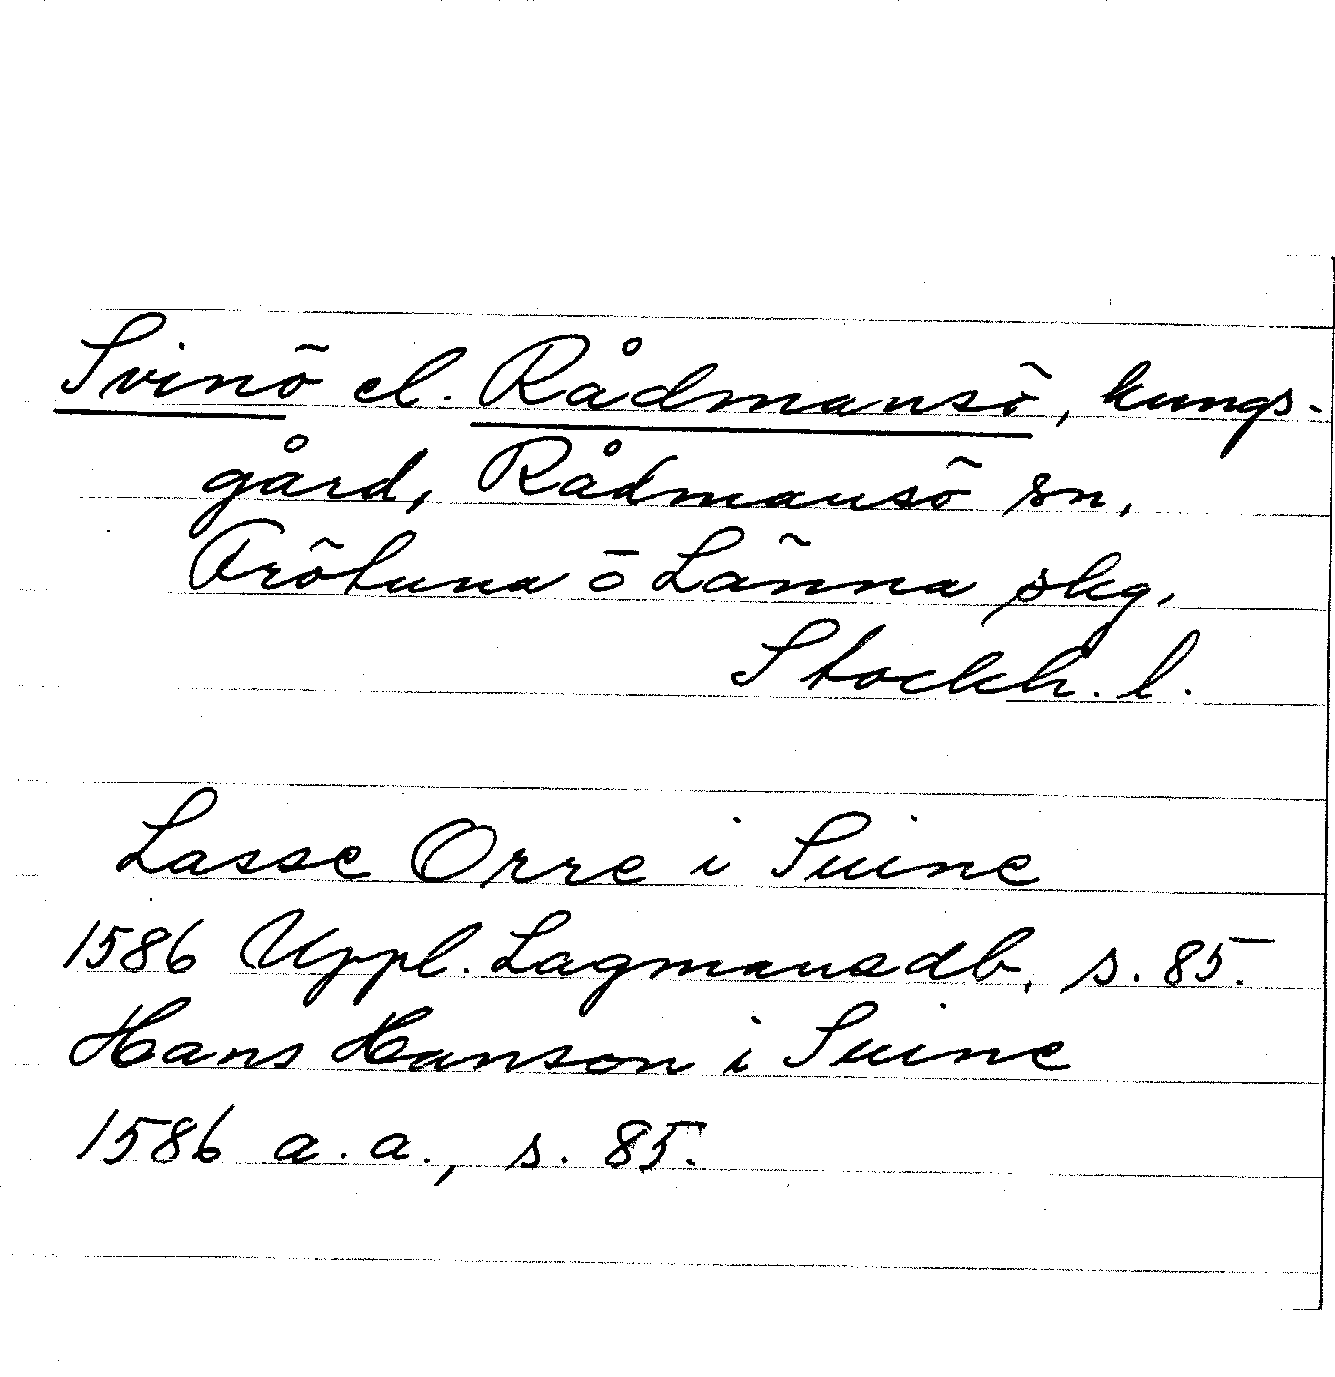 Svinö el. Rådmansö, kungs-
gård, Rådmansö sn,
Frötuna o Länna skg,
Stockh. l.
Lasse Orre i Suine
1586 Uppl. Lagmansdb, s. 85.
Hans Hanson i Suine
1586 a.a., s. 85.